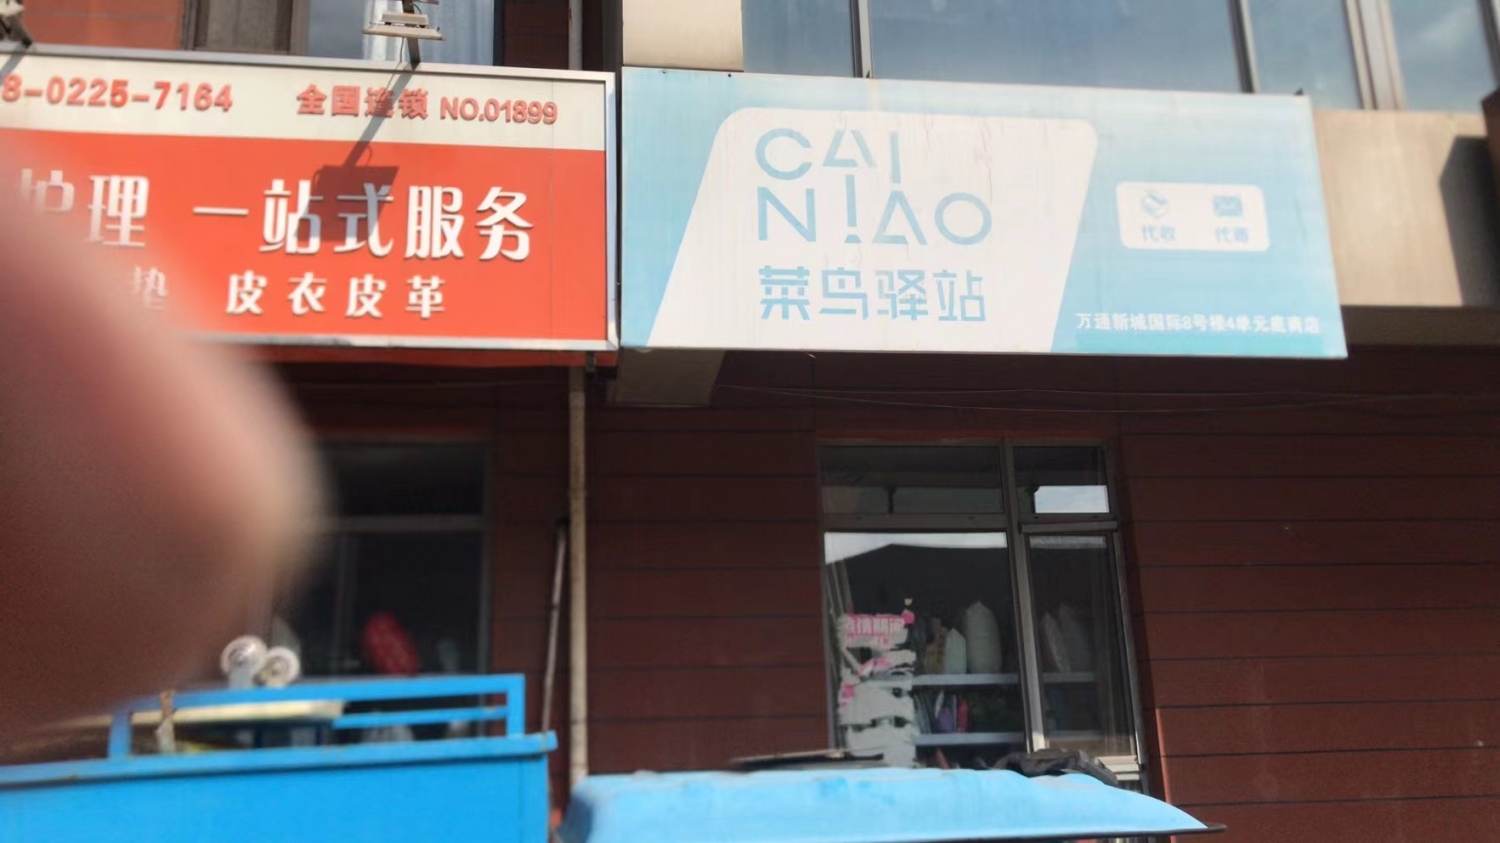 8-0225-7164 全国连锁 NO.01899
护理 一站式服务
垫 皮衣皮革
CAI
NIAO
菜鸟驿站
代收 代寄
万通新城国际8号楼4单元底商店